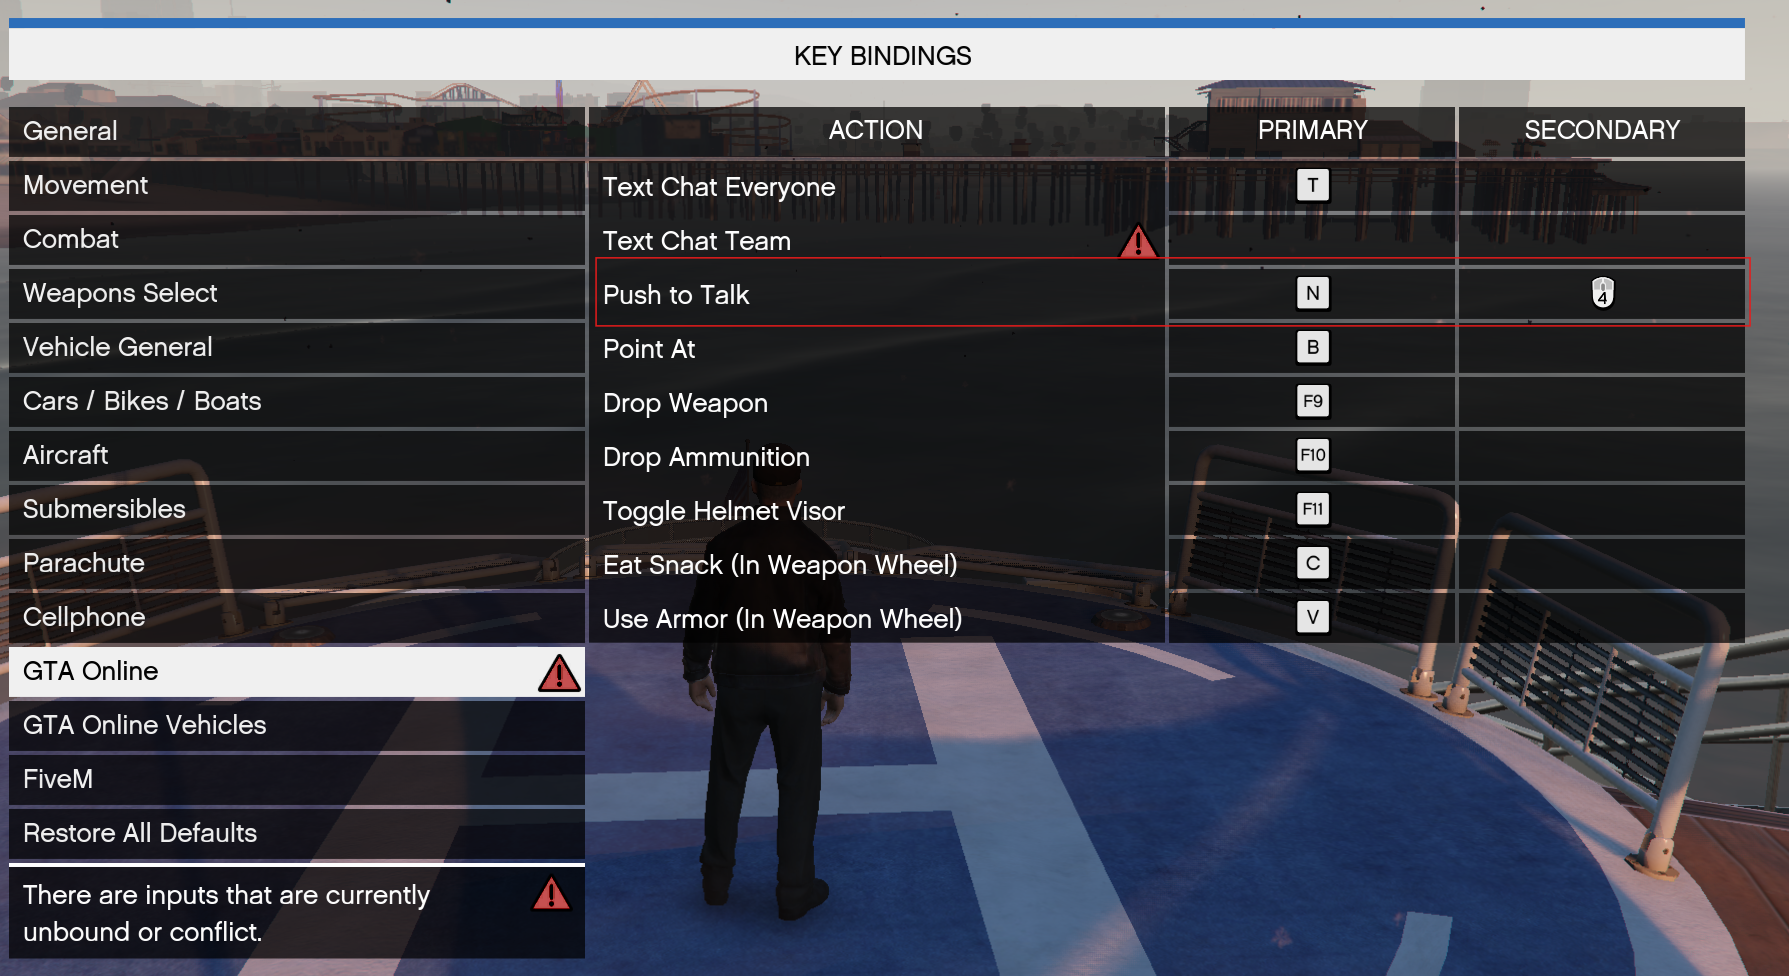 KEY BINDINGS
General
Movement
Combat
Weapons Select
Vehicle General
Cars / Bikes / Boats
Aircraft
Submersibles
Parachute
Cellphone
GTA Online
GTA Online Vehicles
FiveM
Restore All Defaults
There are inputs that are currently
unbound or conflict.
ACTION PRIMARY SECONDARY
Text Chat Everyone T
Text Chat Team
Push to Talk N 4
Point At B
Drop Weapon F9
Drop Ammunition F10
Toggle Helmet Visor F11
Eat Snack (In Weapon Wheel) C
Use Armor (In Weapon Wheel) V